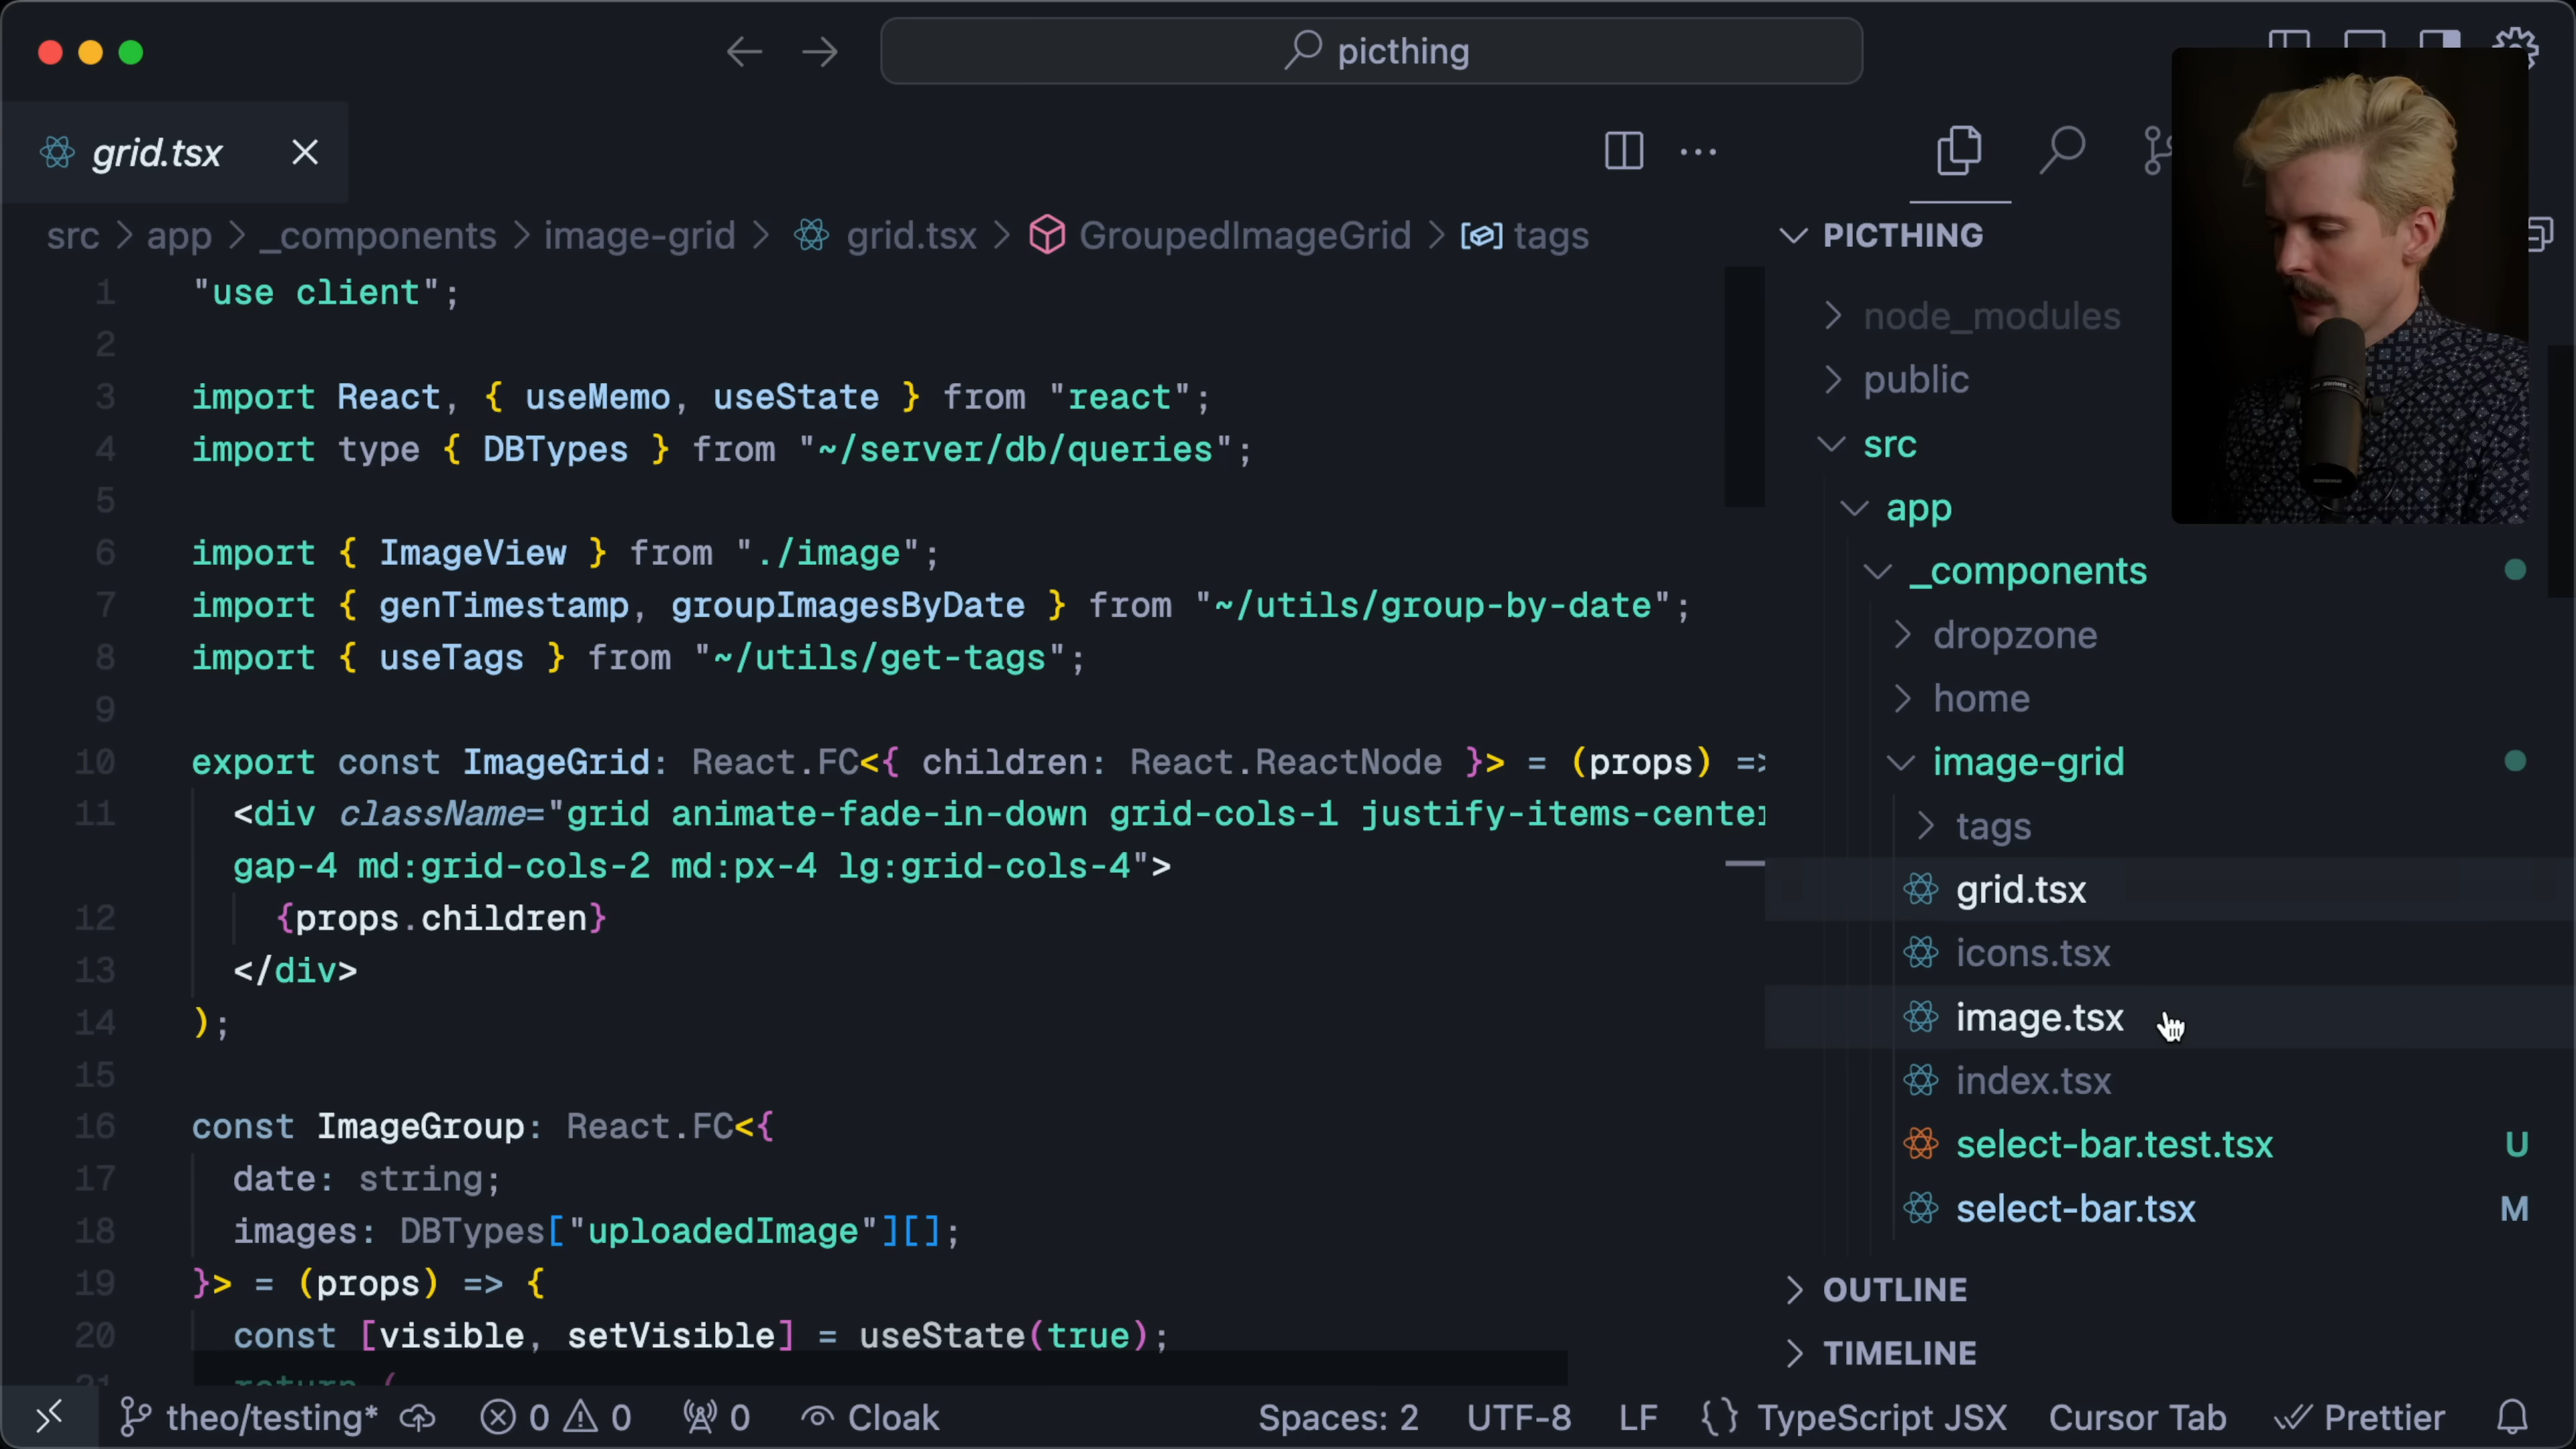 picthing
grid.tsx
src > app > _components > image-grid > grid.tsx > GroupedImageGrid > tags
1 "use client";
2
3 import React, { useMemo, useState } from "react";
4 import type { DBTypes } from "~/server/db/queries";
5
6 import { ImageView } from "./image";
7 import { genTimestamp, groupImagesByDate } from "~/utils/group-by-date";
8 import { useTags } from "~/utils/get-tags";
9
10 export const ImageGrid: React.FC<{ children: React.ReactNode }> = (props) =>
11 <div className="grid animate-fade-in-down grid-cols-1 justify-items-center
gap-4 md:grid-cols-2 md:px-4 lg:grid-cols-4">
12 {props.children}
13 </div>
14 );
15
16 const ImageGroup: React.FC<{
17 date: string;
18 images: DBTypes["uploadedImage"][];
19 }> = (props) => {
20 const [visible, setVisible] = useState(true);
21 return (
PICTHING
node_modules
public
src
app
_components
dropzone
home
image-grid
tags
grid.tsx
icons.tsx
image.tsx
index.tsx
select-bar.test.tsx U
select-bar.tsx M
OUTLINE
TIMELINE
theo/testing* 0 0 0 Cloak Spaces: 2 UTF-8 LF {} TypeScript JSX Cursor Tab Prettier